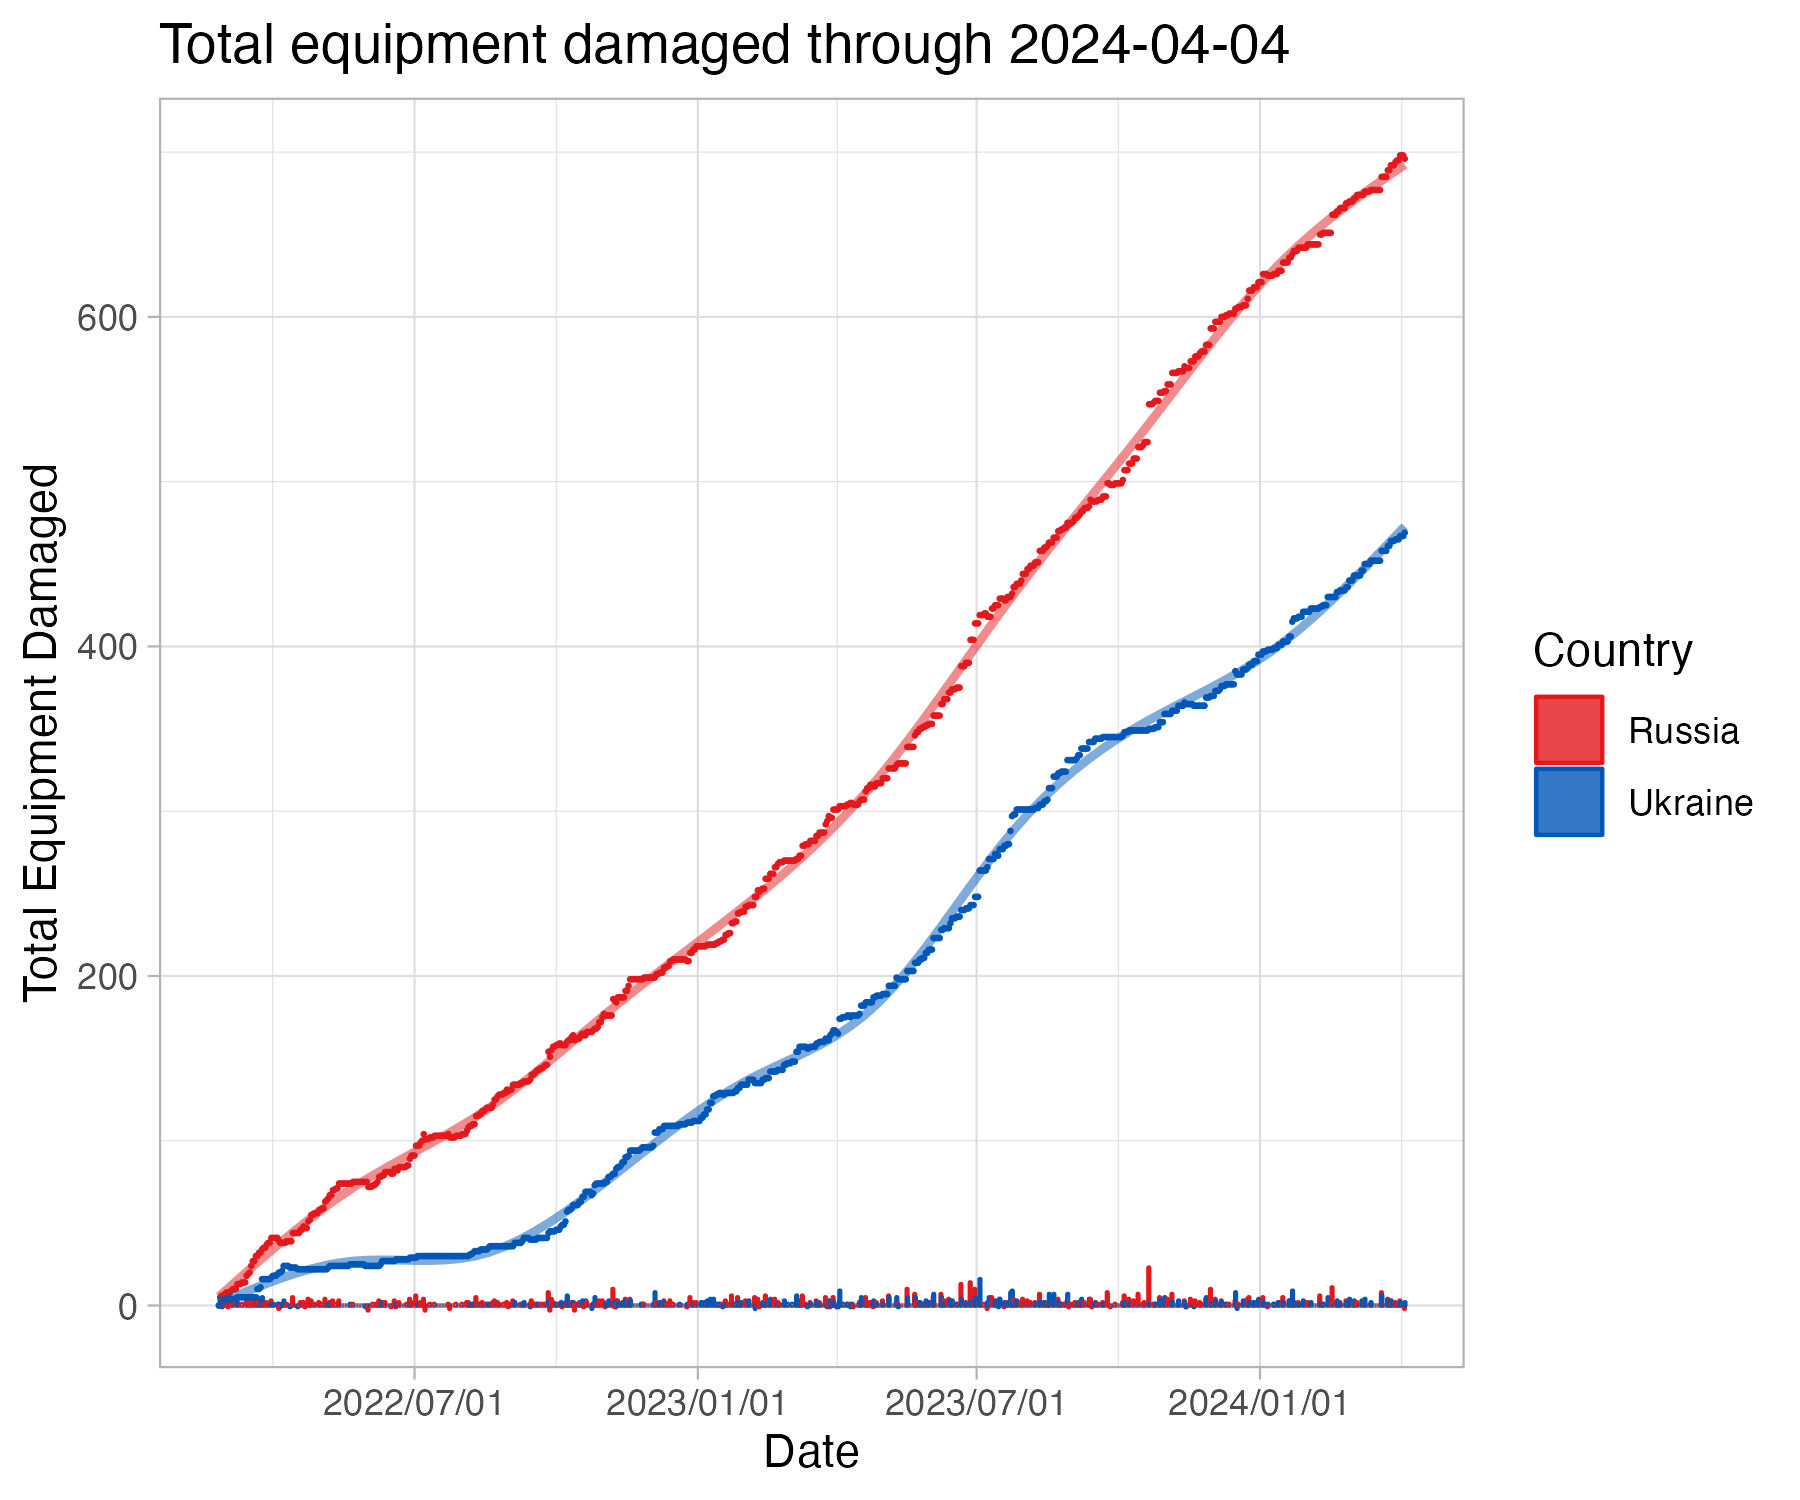 Total equipment damaged through 2024-04-04
Total Equipment Damaged
600
400
200
0
2022/07/01
2023/01/01
2023/07/01
2024/01/01
Date
Country
Russia
Ukraine